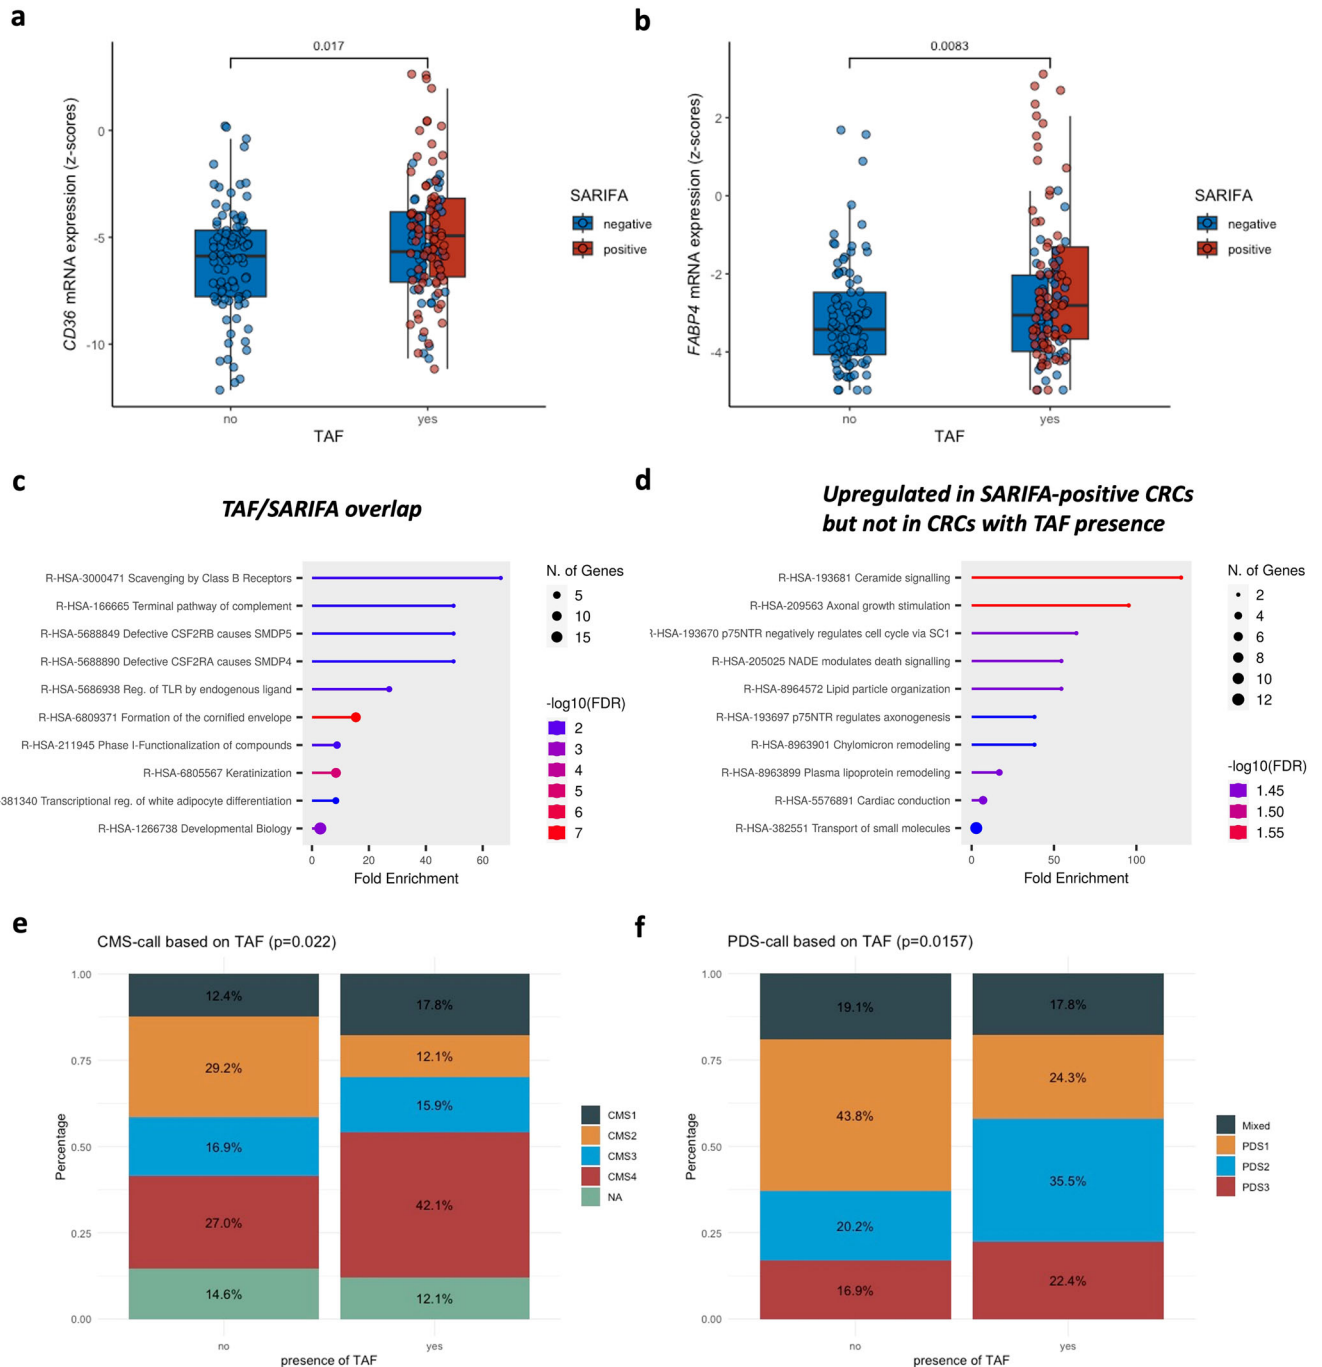 a
0.017
CD36 mRNA expression (z-scores)
0
-5
-10
no
yes
TAF
SARIFA
negative
positive
b
0.0083
FABP4 mRNA expression (z-scores)
2
0
-2
-4
no
yes
TAF
SARIFA
negative
positive
c
TAF/SARIFA overlap
R-HSA-3000471 Scavenging by Class B Receptors
R-HSA-166665 Terminal pathway of complement
R-HSA-5688849 Defective CSF2RB causes SMDP5
R-HSA-5688890 Defective CSF2RA causes SMDP4
R-HSA-5686938 Reg. of TLR by endogenous ligand
R-HSA-6809371 Formation of the cornified envelope
R-HSA-211945 Phase I-Functionalization of compounds
R-HSA-6805567 Keratinization
-381340 Transcriptional reg. of white adipocyte differentiation
R-HSA-1266738 Developmental Biology
0
20
40
60
Fold Enrichment
N. of Genes
5
10
15
-log10(FDR)
2
3
4
5
6
7
d
Upregulated in SARIFA-positive CRCs
but not in CRCs with TAF presence
R-HSA-193681 Ceramide signalling
R-HSA-209563 Axonal growth stimulation
R-HSA-193670 p75NTR negatively regulates cell cycle via SC1
R-HSA-205025 NADE modulates death signalling
R-HSA-8964572 Lipid particle organization
R-HSA-193697 p75NTR regulates axonogenesis
R-HSA-8963901 Chylomicron remodeling
R-HSA-8963899 Plasma lipoprotein remodeling
R-HSA-5576891 Cardiac conduction
R-HSA-382551 Transport of small molecules
0
50
100
Fold Enrichment
N. of Genes
2
4
6
8
10
12
-log10(FDR)
1.45
1.50
1.55
e
CMS-call based on TAF (p=0.022)
Percentage
1.00
0.75
0.50
0.25
0.00
12.4%
29.2%
16.9%
27.0%
14.6%
17.8%
12.1%
15.9%
42.1%
12.1%
no
yes
presence of TAF
CMS1
CMS2
CMS3
CMS4
NA
f
PDS-call based on TAF (p=0.0157)
Percentage
1.00
0.75
0.50
0.25
0.00
19.1%
43.8%
20.2%
16.9%
17.8%
24.3%
35.5%
22.4%
no
yes
presence of TAF
Mixed
PDS1
PDS2
PDS3